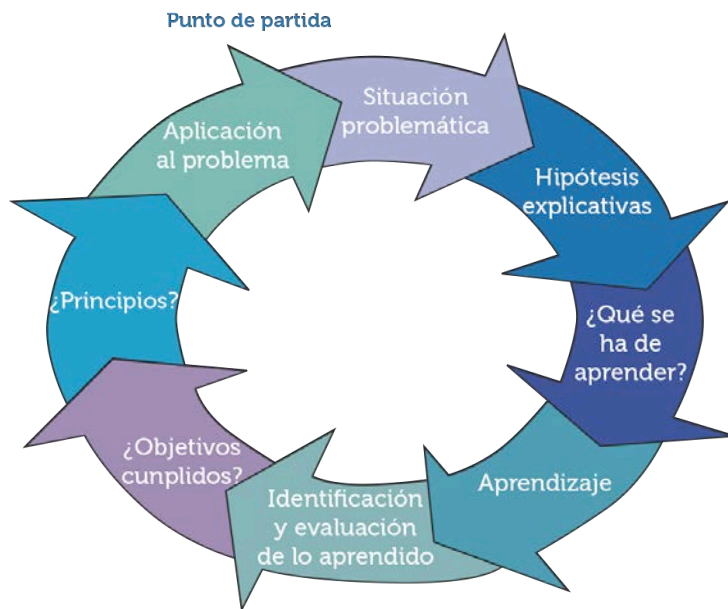 Punto de partida
Situación
problemática
Hipótesis
explicativas
¿Qué se
ha de
aprender?
Aprendizaje
Identificación
y evaluación
de lo aprendido
¿Objetivos
cunplidos?
¿Principios?
Aplicación
al problema